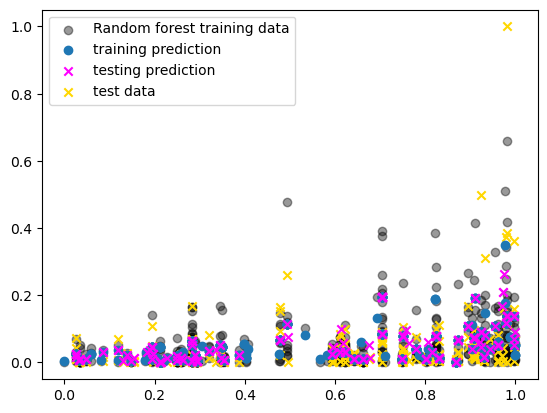 Random forest training data
training prediction
testing prediction
test data
1.0
0.8
0.6
0.4
0.2
0.0
0.0 0.2 0.4 0.6 0.8 1.0